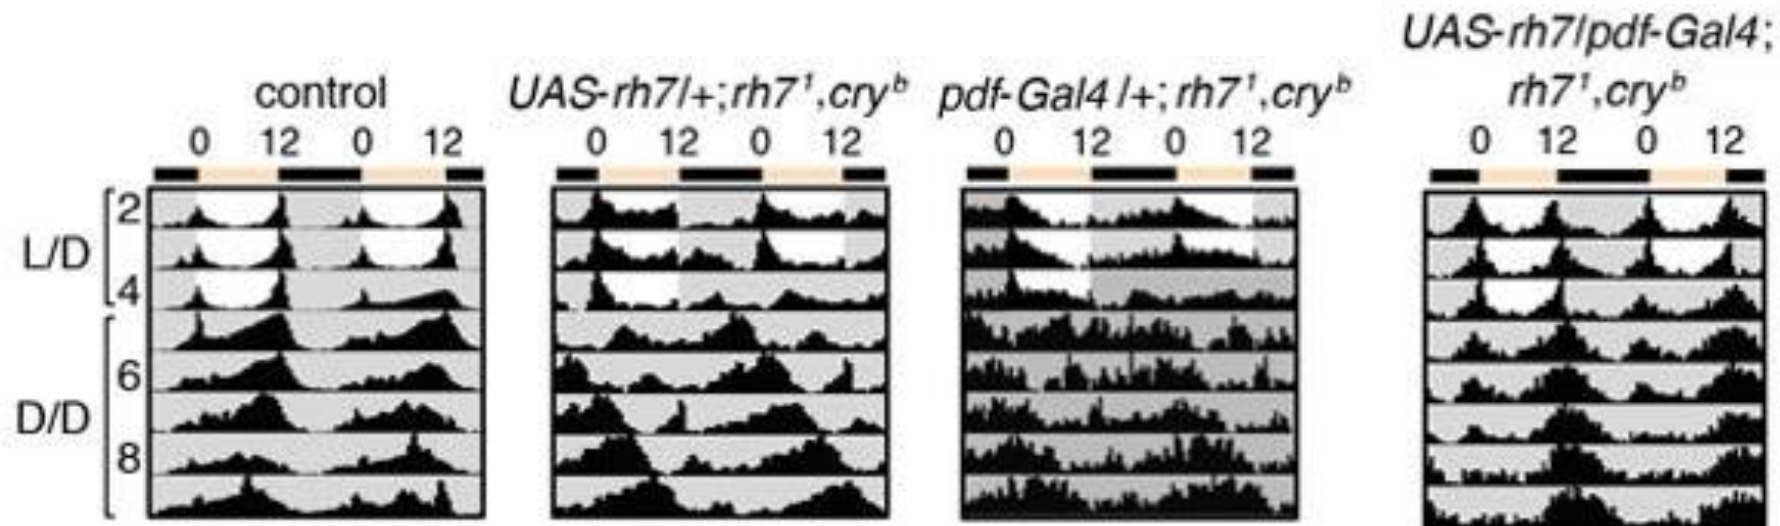 control
UAS-rh7/+;rh7¹,cryᵇ
pdf-Gal4/+;rh7¹,cryᵇ
UAS-rh7/pdf-Gal4;
rh7¹,cryᵇ
0 12 0 12
0 12 0 12
0 12 0 12
0 12 0 12
L/D
2
4
D/D
6
8